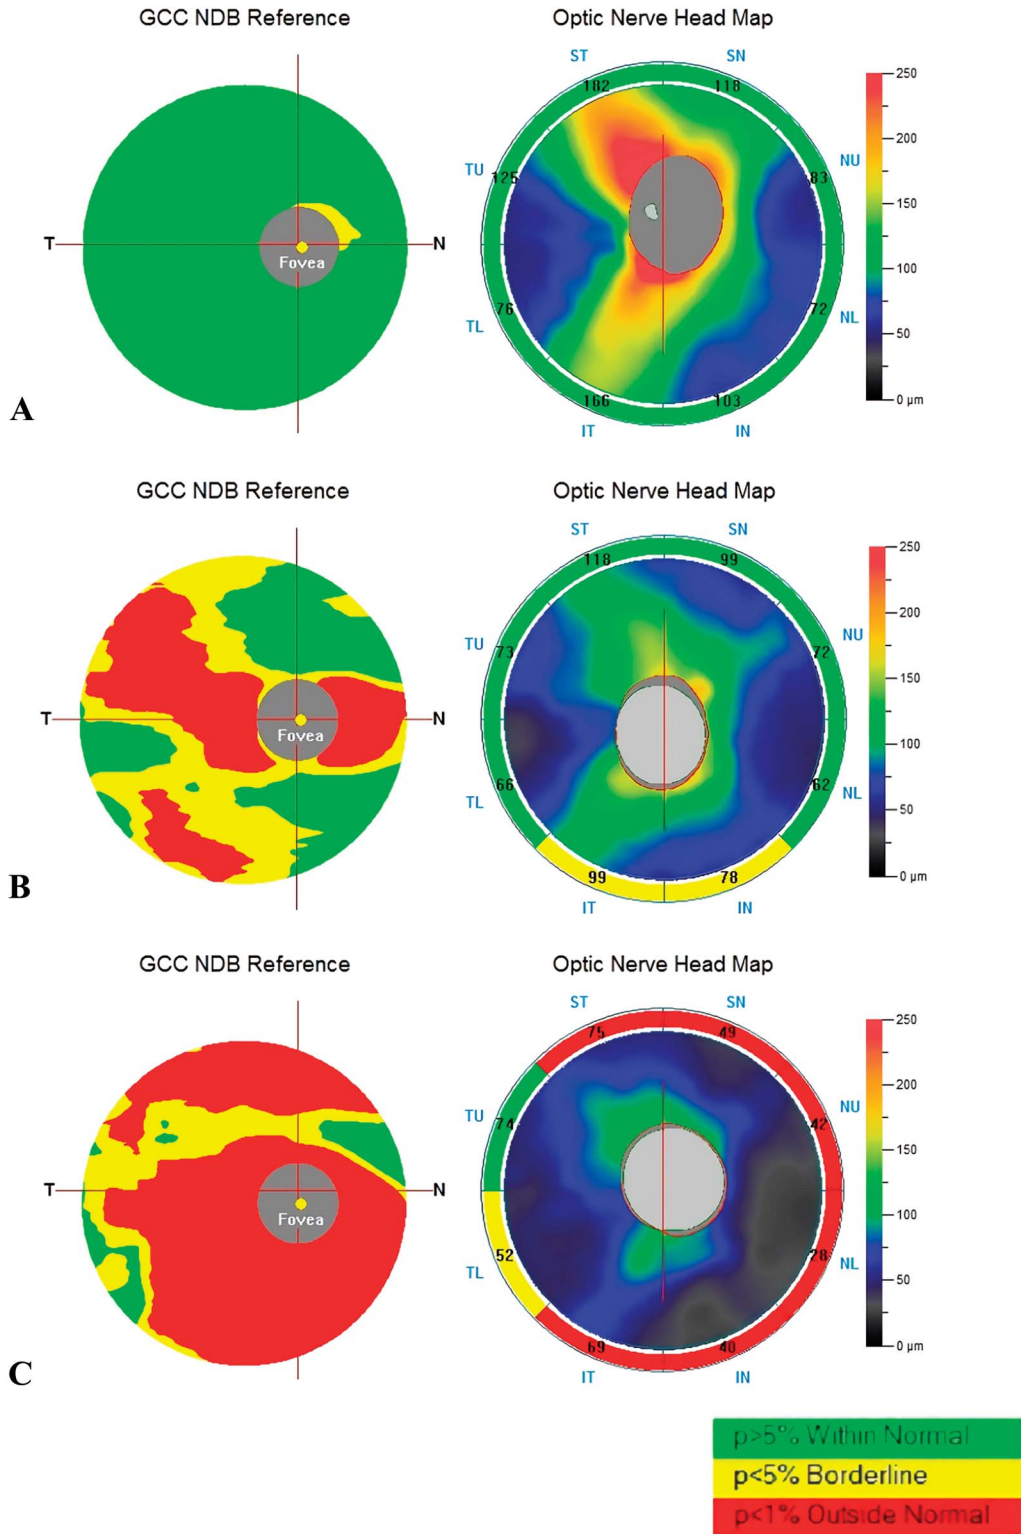 GCC NDB Reference
Optic Nerve Head Map
ST
SN
182
118
250
TU
NU
125
83
200
150
T
N
Fovea
100
76
72
TL
NL
50
166
103
0 µm
A
IT
IN
GCC NDB Reference
Optic Nerve Head Map
ST
SN
118
99
250
TU
NU
73
72
200
150
T
N
Fovea
100
66
62
TL
NL
50
99
78
0 µm
B
IT
IN
GCC NDB Reference
Optic Nerve Head Map
ST
SN
75
49
250
TU
NU
74
42
200
150
T
N
Fovea
100
52
28
TL
NL
50
69
40
0 µm
C
IT
IN
p>5% Within Normal
p<5% Borderline
p<1% Outside Normal